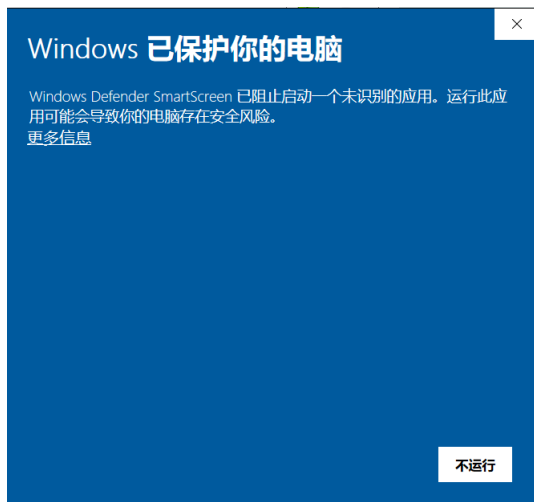 Windows 已保护你的电脑
Windows Defender SmartScreen 已阻止启动一个未识别的应用。运行此应
用可能会导致你的电脑存在安全风险。
更多信息
不运行